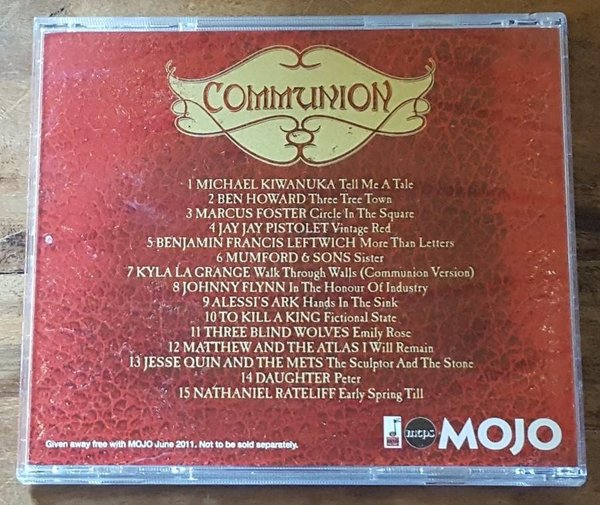 COMMUNION
1 MICHAEL KIWANUKA Tell Me A Tale
2 BEN HOWARD Three Tree Town
3 MARCUS FOSTER Circle In The Square
4 JAY JAY PISTOLET Vintage Red
5 BENJAMIN FRANCIS LEFTWICH More Than Letters
6 MUMFORD & SONS Sister
7 KYLA LA GRANGE Walk Through Walls (Communion Version)
8 JOHNNY FLYNN In The Honour Of Industry
9 ALESSI'S ARK Hands In The Sink
10 TO KILL A KING Fictional State
11 THREE BLIND WOLVES Emily Rose
12 MATTHEW AND THE ATLAS I Will Remain
13 JESSE QUIN AND THE METS The Sculptor And The Stone
14 DAUGHTER Peter
15 NATHANIEL RATELIFF Early Spring Till
Given away free with MOJO June 2011. Not to be sold separately.
mcps
MOJO